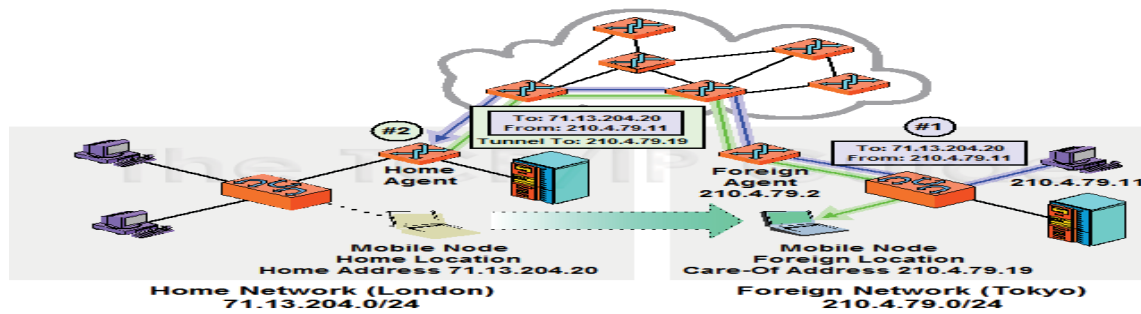 To: 71.13.204.20
From: 210.4.79.11
Tunnel To: 210.4.79.19
#2
#1
To: 71.13.204.20
From: 210.4.79.11
Home
Agent
Foreign
Agent
210.4.79.2
210.4.79.11
Mobile Node
Home Location
Home Address 71.13.204.20
Mobile Node
Foreign Location
Care-Of Address 210.4.79.19
Home Network (London)
71.13.204.0/24
Foreign Network (Tokyo)
210.4.79.0/24